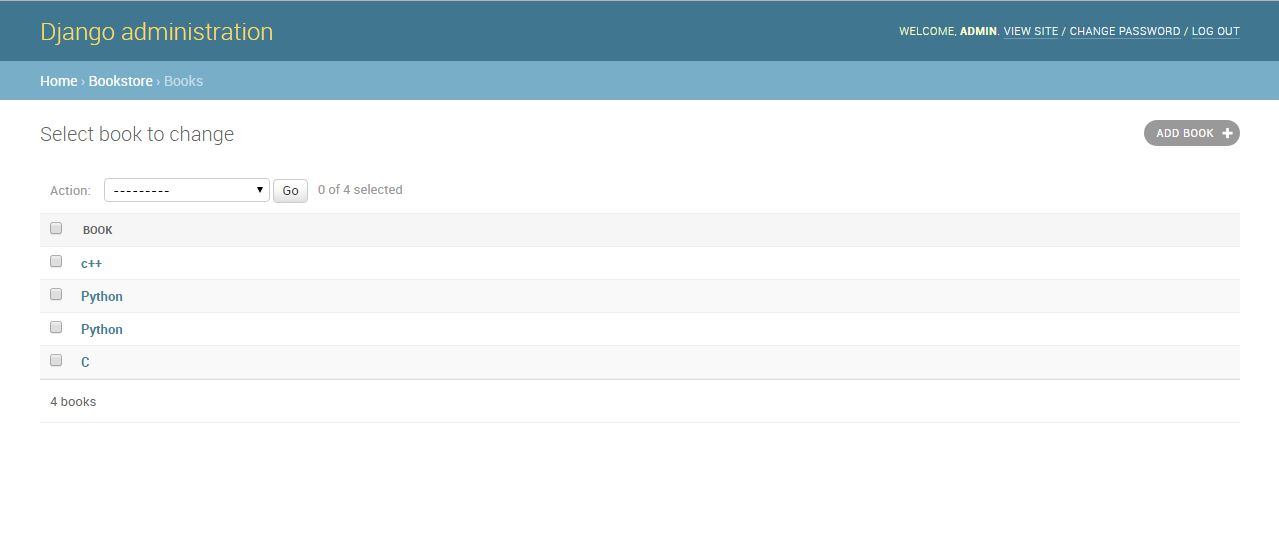 Django administration
WELCOME, ADMIN. VIEW SITE / CHANGE PASSWORD / LOG OUT
Home › Bookstore › Books
Select book to change
ADD BOOK +
Action: --------- Go 0 of 4 selected
BOOK
c++
Python
Python
C
4 books